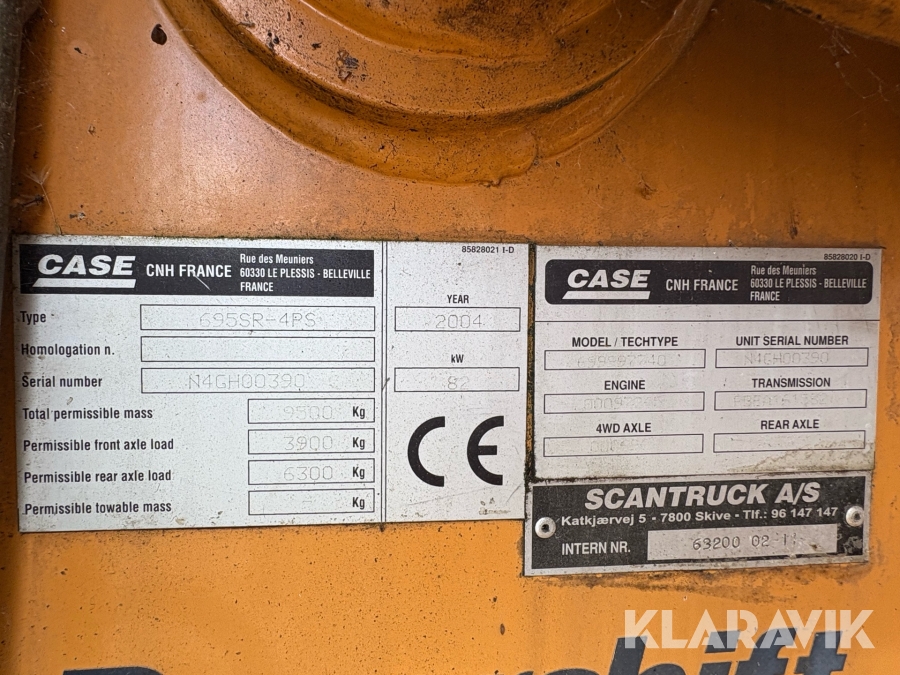 85828021 I-D
CASE CNH FRANCE
Rue des Meuniers
60330 LE PLESSIS - BELLEVILLE
FRANCE
Type 695SR-4PS
Homologation n.
Serial number N4GH00390
Total permissible mass 9500 Kg
Permissible front axle load 3900 Kg
Permissible rear axle load 6300 Kg
Permissible towable mass Kg
YEAR
2004
kW
82
CE
85828020 I-D
CASE CNH FRANCE
Rue des Meuniers
60330 LE PLESSIS - BELLEVILLE
FRANCE
MODEL / TECHTYPE
UNIT SERIAL NUMBER
N4GH00390
ENGINE
TRANSMISSION
4WD AXLE
REAR AXLE
SCANTRUCK A/S
Katkjærvej 5 - 7800 Skive - Tlf.: 96 147 147
INTERN NR. 63200 02-11
KLARAVIK